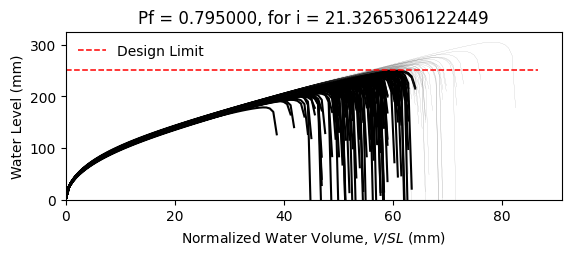 Pf = 0.795000, for i = 21.3265306122449
Design Limit
Water Level (mm)
300
200
100
0
0 20 40 60 80
Normalized Water Volume, V/SL (mm)